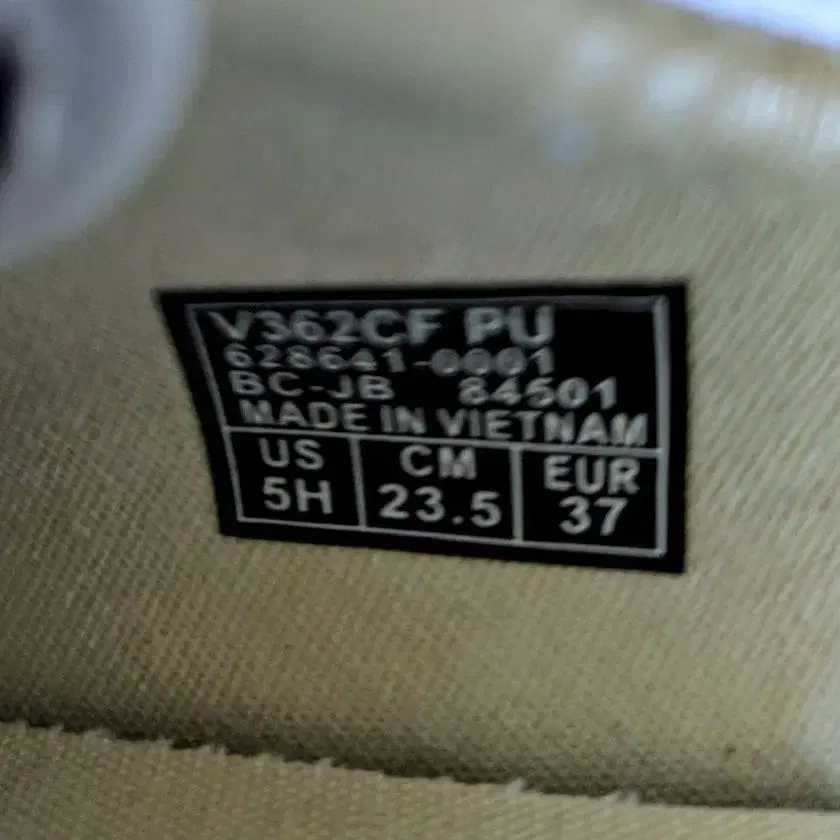 V362CF PU
628641-0001
BC-JB 84501
MADE IN VIETNAM
US CM EUR
5H 23.5 37